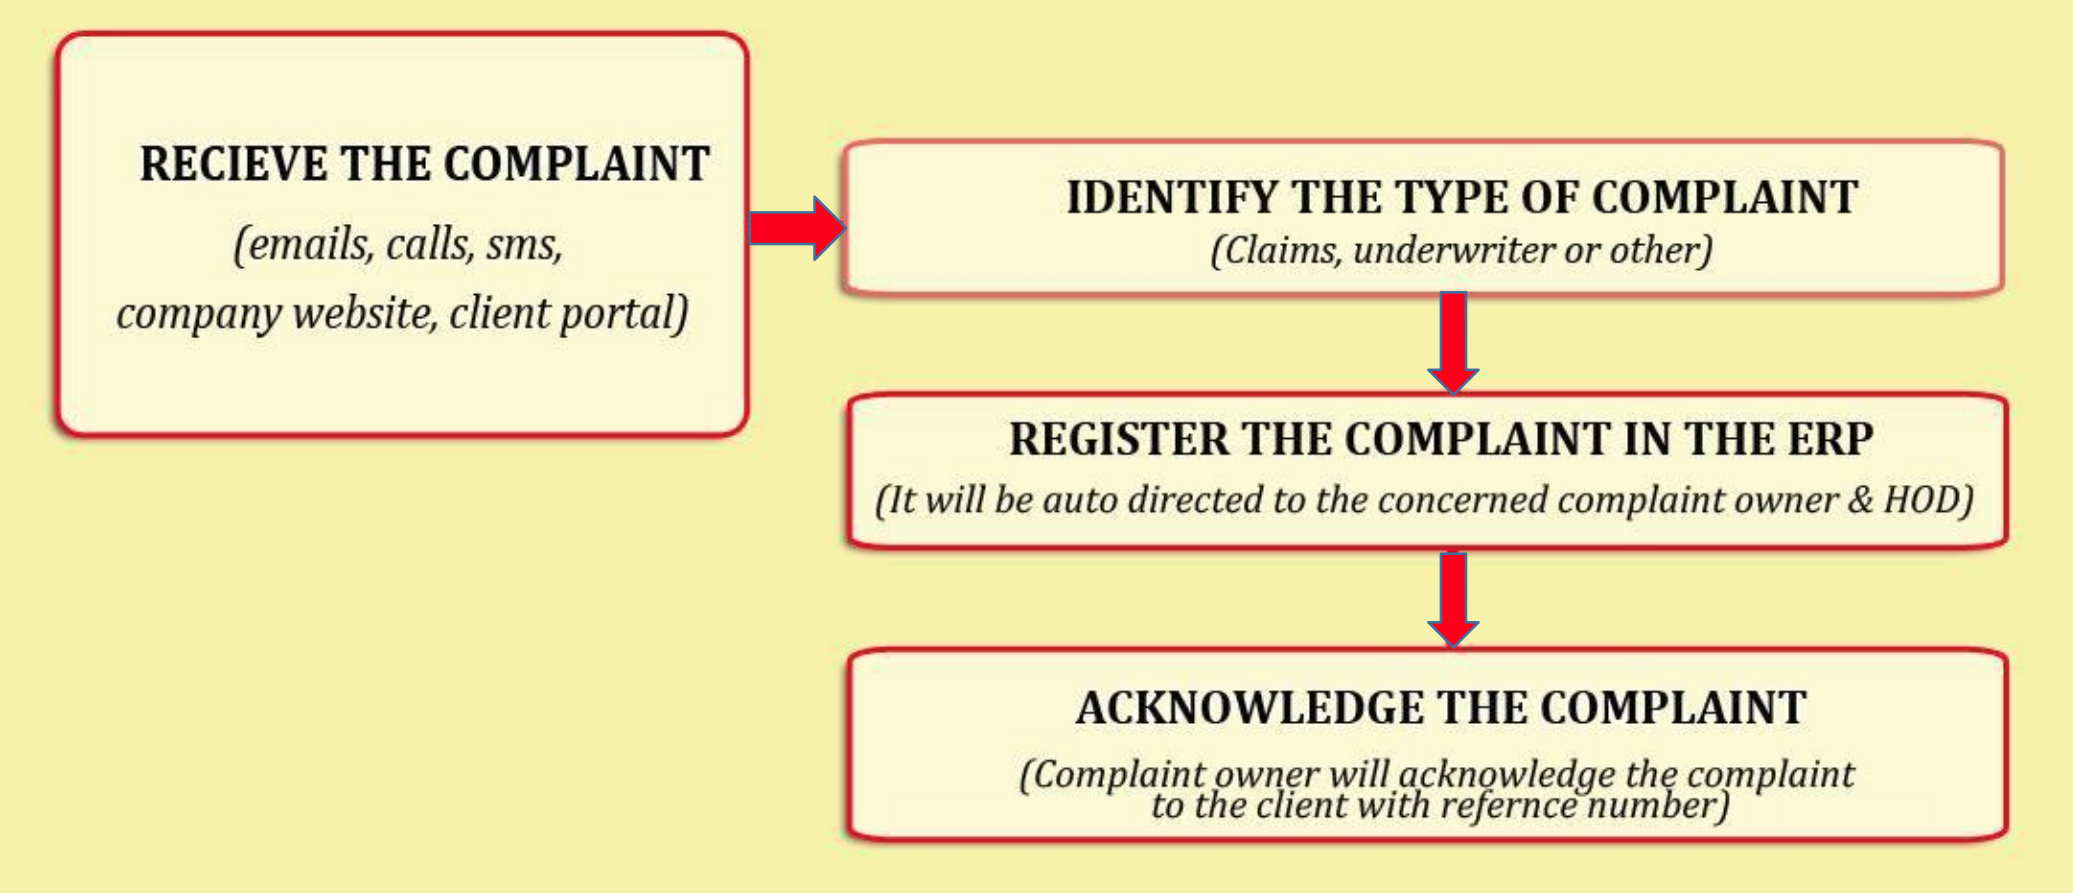 RECIEVE THE COMPLAINT
(emails, calls, sms,
company website, client portal)
IDENTIFY THE TYPE OF COMPLAINT
(Claims, underwriter or other)
REGISTER THE COMPLAINT IN THE ERP
(It will be auto directed to the concerned complaint owner & HOD)
ACKNOWLEDGE THE COMPLAINT
(Complaint owner will acknowledge the complaint
to the client with refernce number)